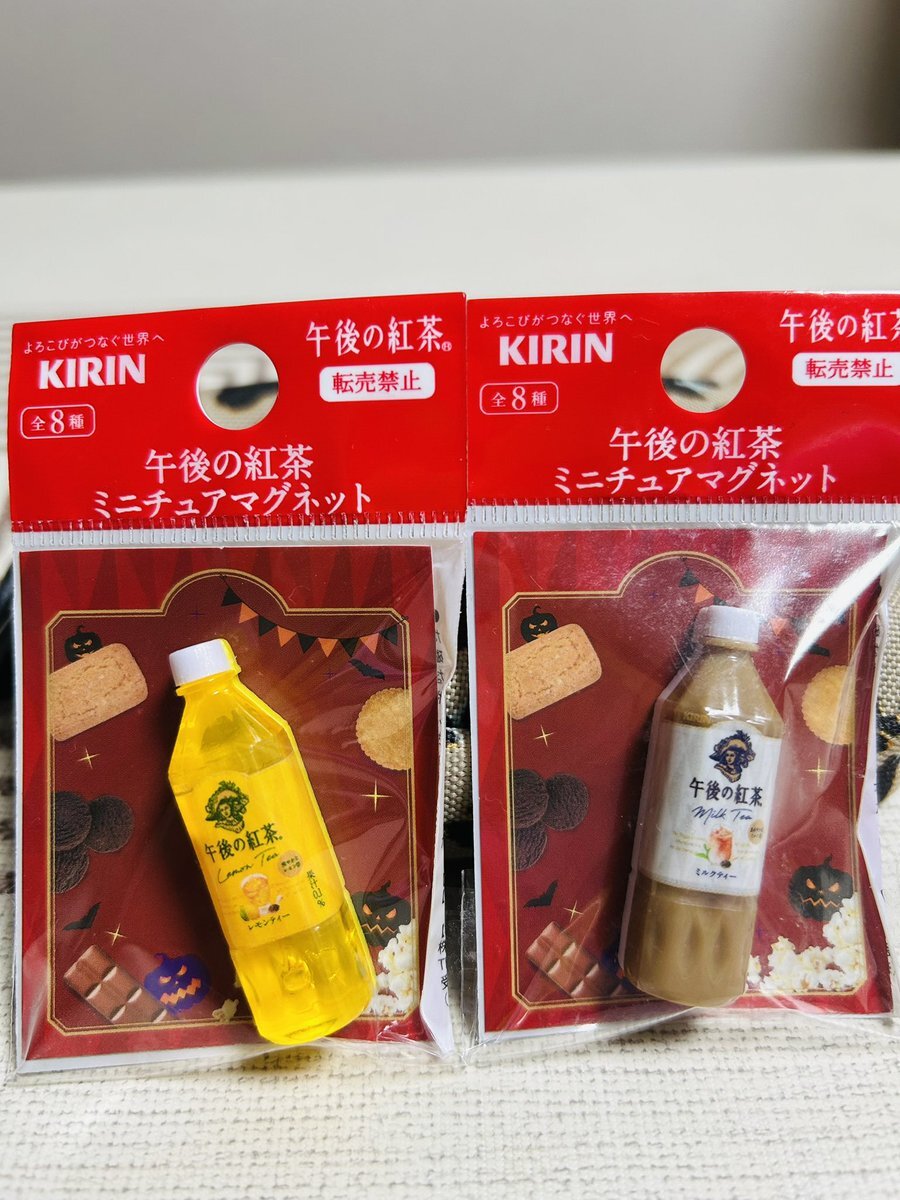 よろこびがつなぐ世界へ
KIRIN
午後の紅茶®
転売禁止
全8種
午後の紅茶
ミニチュアマグネット
午後の紅茶®
Lemon Tea
果汁0.1%
レモンティー
よろこびがつなぐ世界へ
KIRIN
午後の紅茶
転売禁止
全8種
午後の紅茶
ミニチュアマグネット
午後の紅茶
Milk Tea
ミルクティー